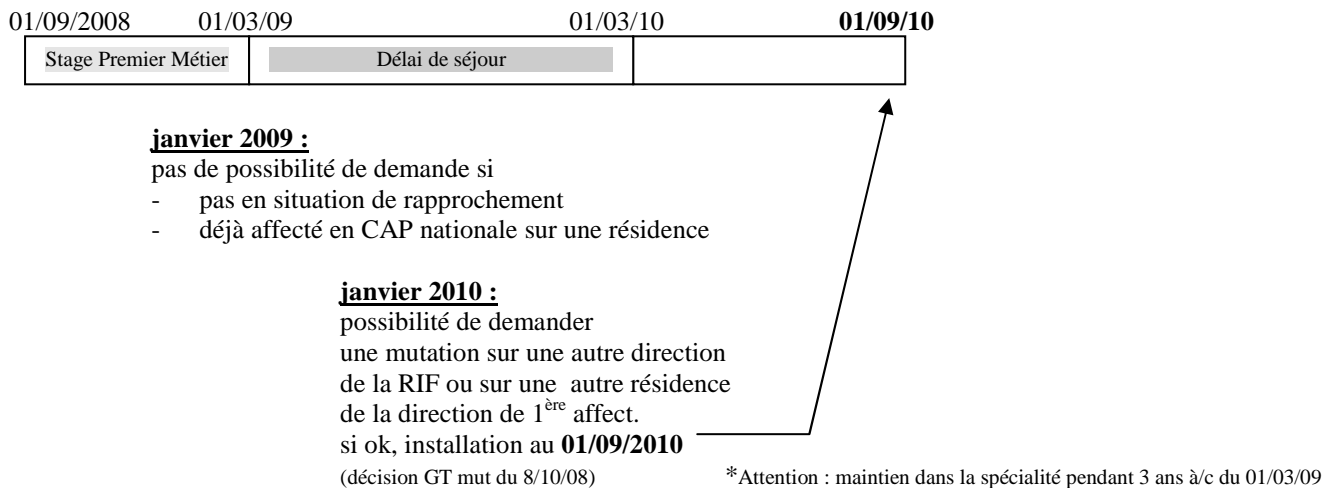 01/09/2008 01/03/09 01/03/10 01/09/10
Stage Premier Métier Délai de séjour
janvier 2009 :
pas de possibilité de demande si
- pas en situation de rapprochement
- déjà affecté en CAP nationale sur une résidence
janvier 2010 :
possibilité de demander
une mutation sur une autre direction
de la RIF ou sur une autre résidence
de la direction de 1ère affect.
si ok, installation au 01/09/2010
(décision GT mut du 8/10/08) *Attention : maintien dans la spécialité pendant 3 ans à/c du 01/03/09